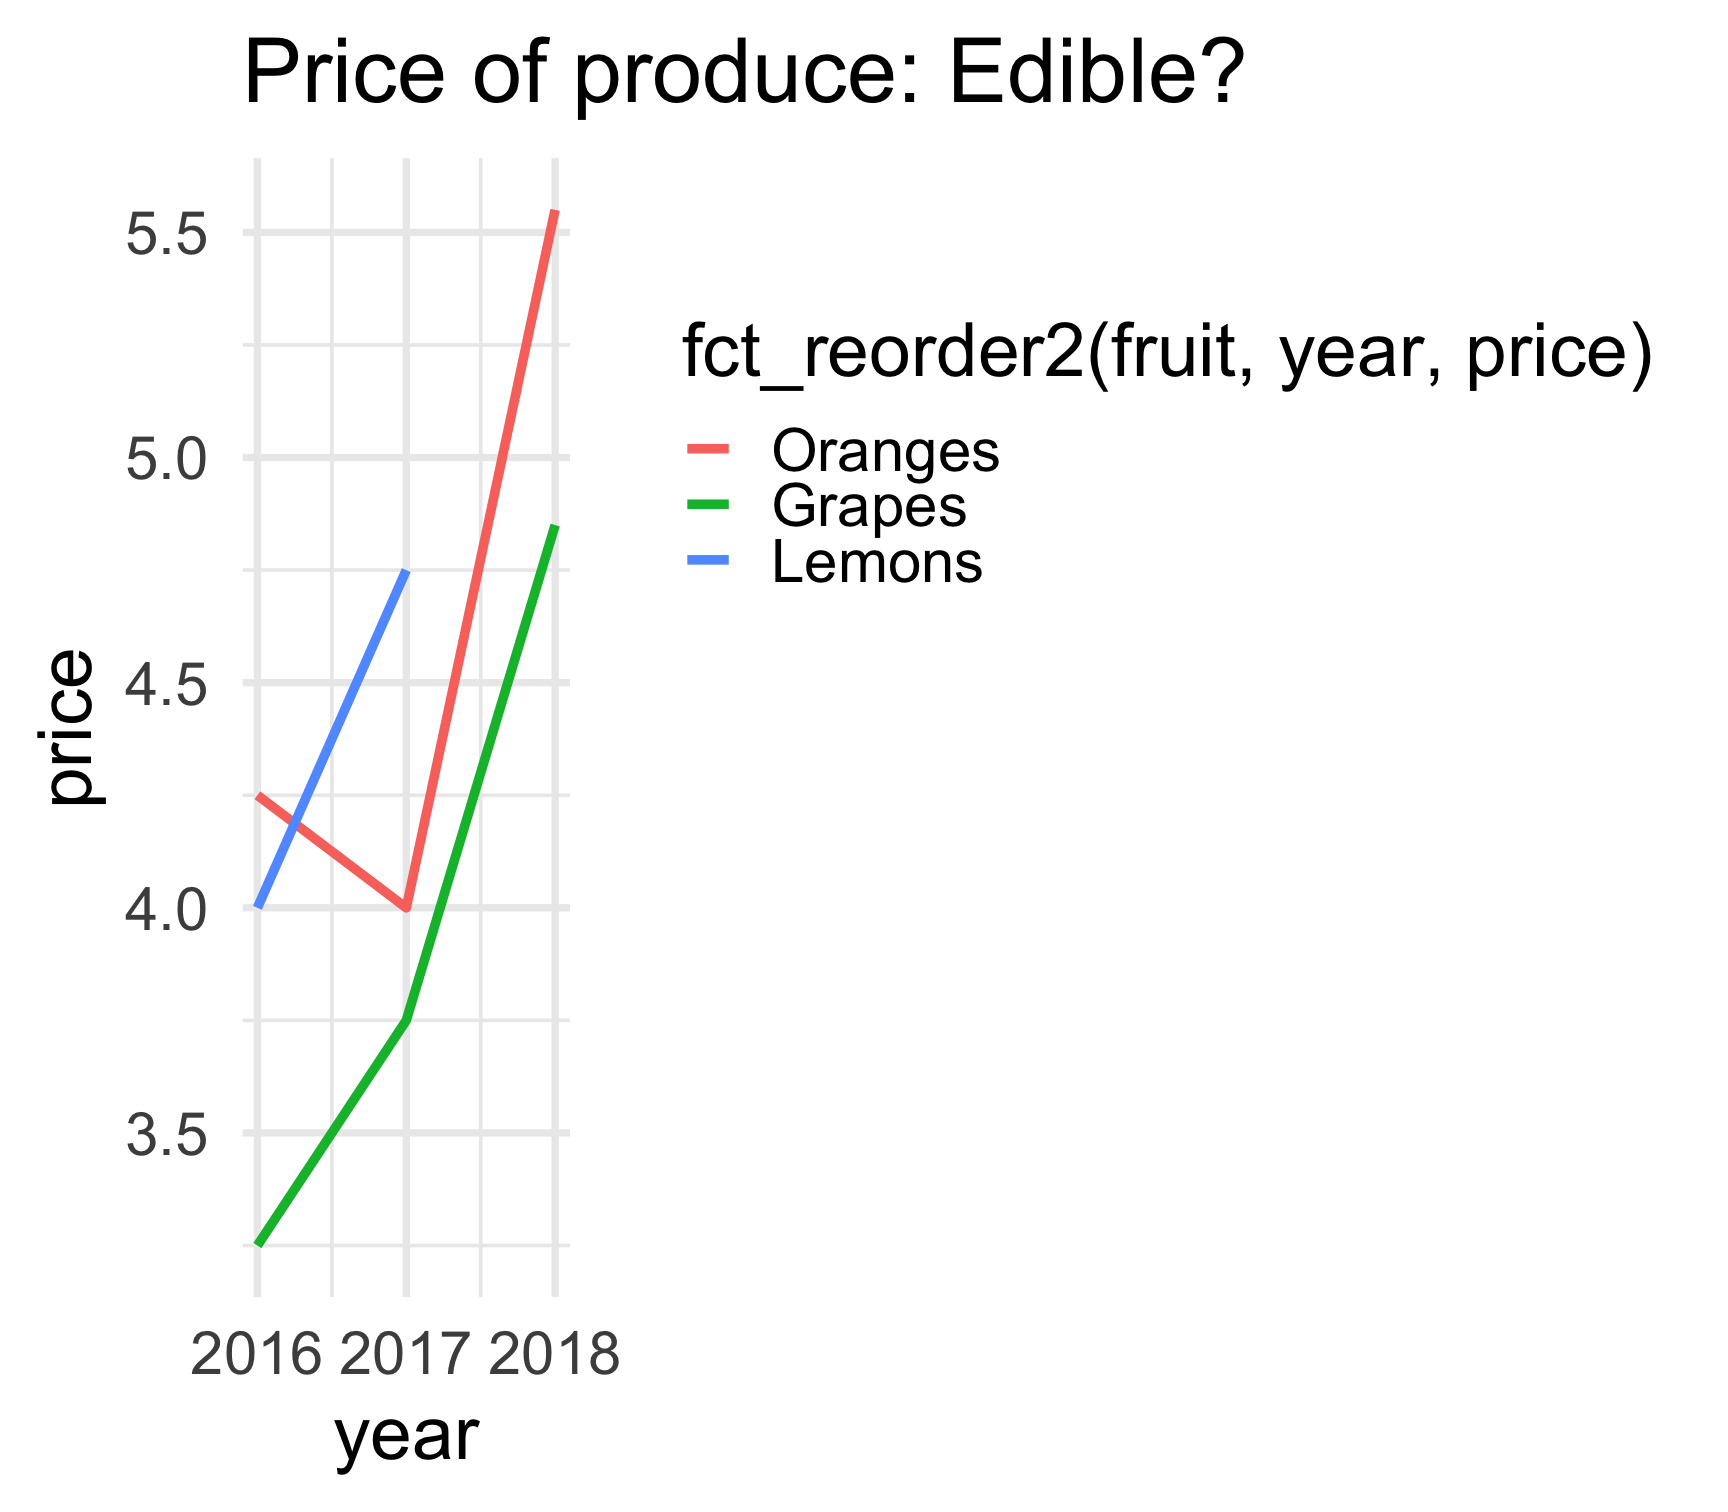 Price of produce: Edible?
5.5
5.0
4.5
4.0
3.5
price
2016 2017 2018
year
fct_reorder2(fruit, year, price)
Oranges
Grapes
Lemons